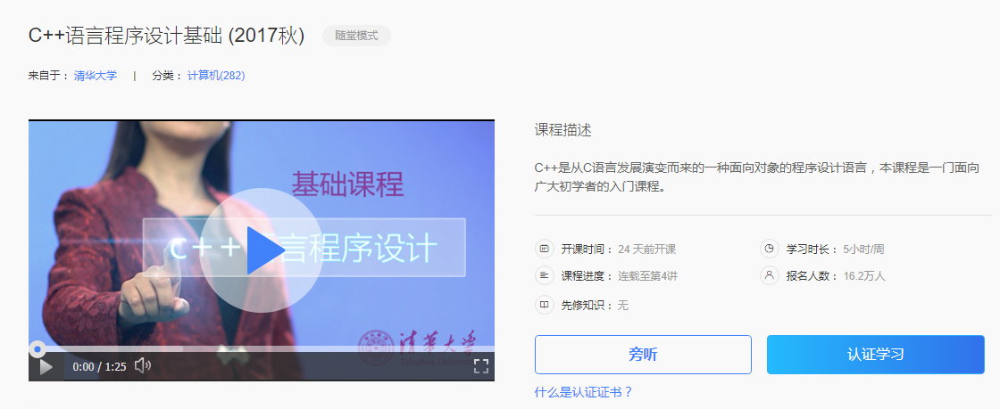 C++语言程序设计基础 (2017秋) 随堂模式
来自于： 清华大学 | 分类： 计算机(282)
基础课程
C++语言程序设计
清华大学
0:00 / 1:25
课程描述
C++是从C语言发展演变而来的一种面向对象的程序设计语言，本课程是一门面向
广大初学者的入门课程。
开课时间： 24 天前开课 学习时长： 5小时/周
课程进度： 连载至第4讲 报名人数： 16.2万人
先修知识： 无
旁听 认证学习
什么是认证证书？